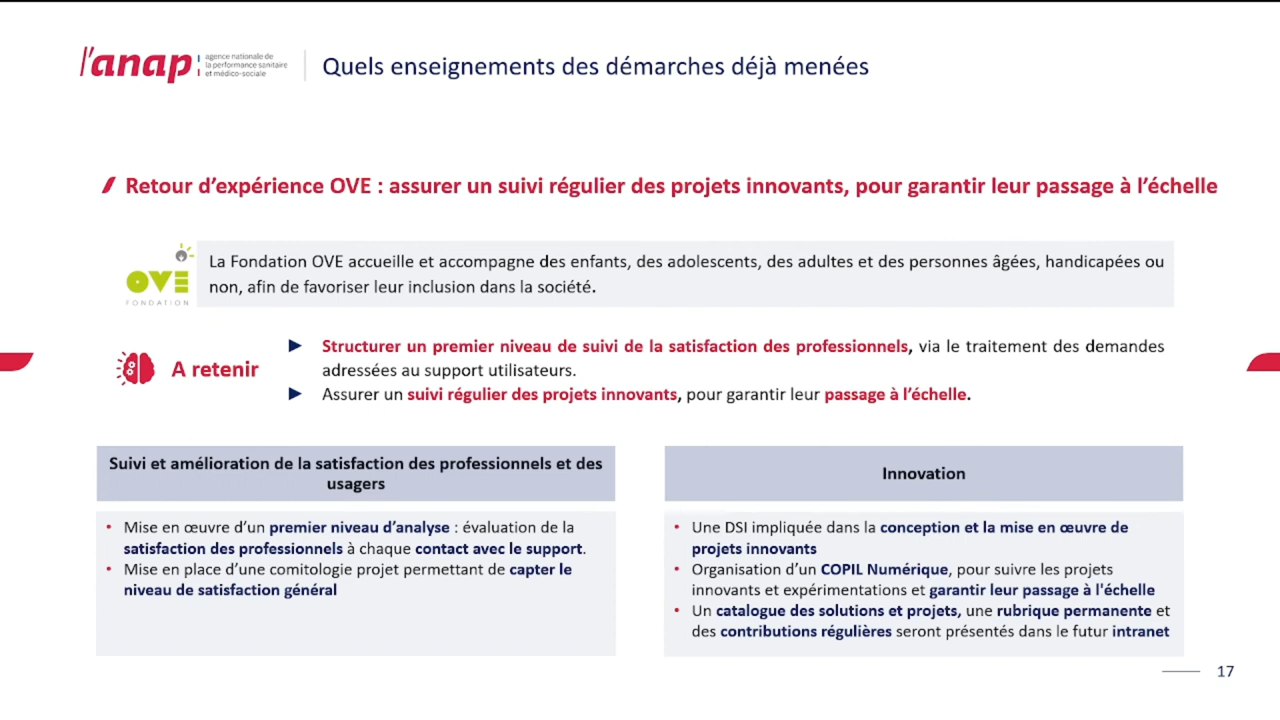 l'anap
agence nationale de
la performance sanitaire
et médico-sociale
Quels enseignements des démarches déjà menées
Retour d’expérience OVE : assurer un suivi régulier des projets innovants, pour garantir leur passage à l’échelle
OVE
FONDATION
La Fondation OVE accueille et accompagne des enfants, des adolescents, des adultes et des personnes âgées, handicapées ou
non, afin de favoriser leur inclusion dans la société.
A retenir
► Structurer un premier niveau de suivi de la satisfaction des professionnels, via le traitement des demandes
adressées au support utilisateurs.
► Assurer un suivi régulier des projets innovants, pour garantir leur passage à l’échelle.
Suivi et amélioration de la satisfaction des professionnels et des
usagers
• Mise en œuvre d’un premier niveau d’analyse : évaluation de la
satisfaction des professionnels à chaque contact avec le support.
• Mise en place d’une comitologie projet permettant de capter le
niveau de satisfaction général
Innovation
• Une DSI impliquée dans la conception et la mise en œuvre de
projets innovants
• Organisation d’un COPIL Numérique, pour suivre les projets
innovants et expérimentations et garantir leur passage à l'échelle
• Un catalogue des solutions et projets, une rubrique permanente et
des contributions régulières seront présentés dans le futur intranet
17